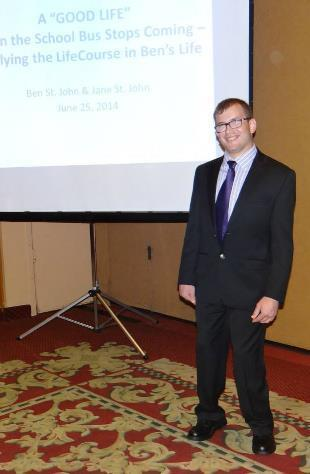 A “GOOD LIFE”
n the School Bus Stops Coming –
lying the LifeCourse in Ben's Life
Ben St. John & Jane St. John
June 25, 2014